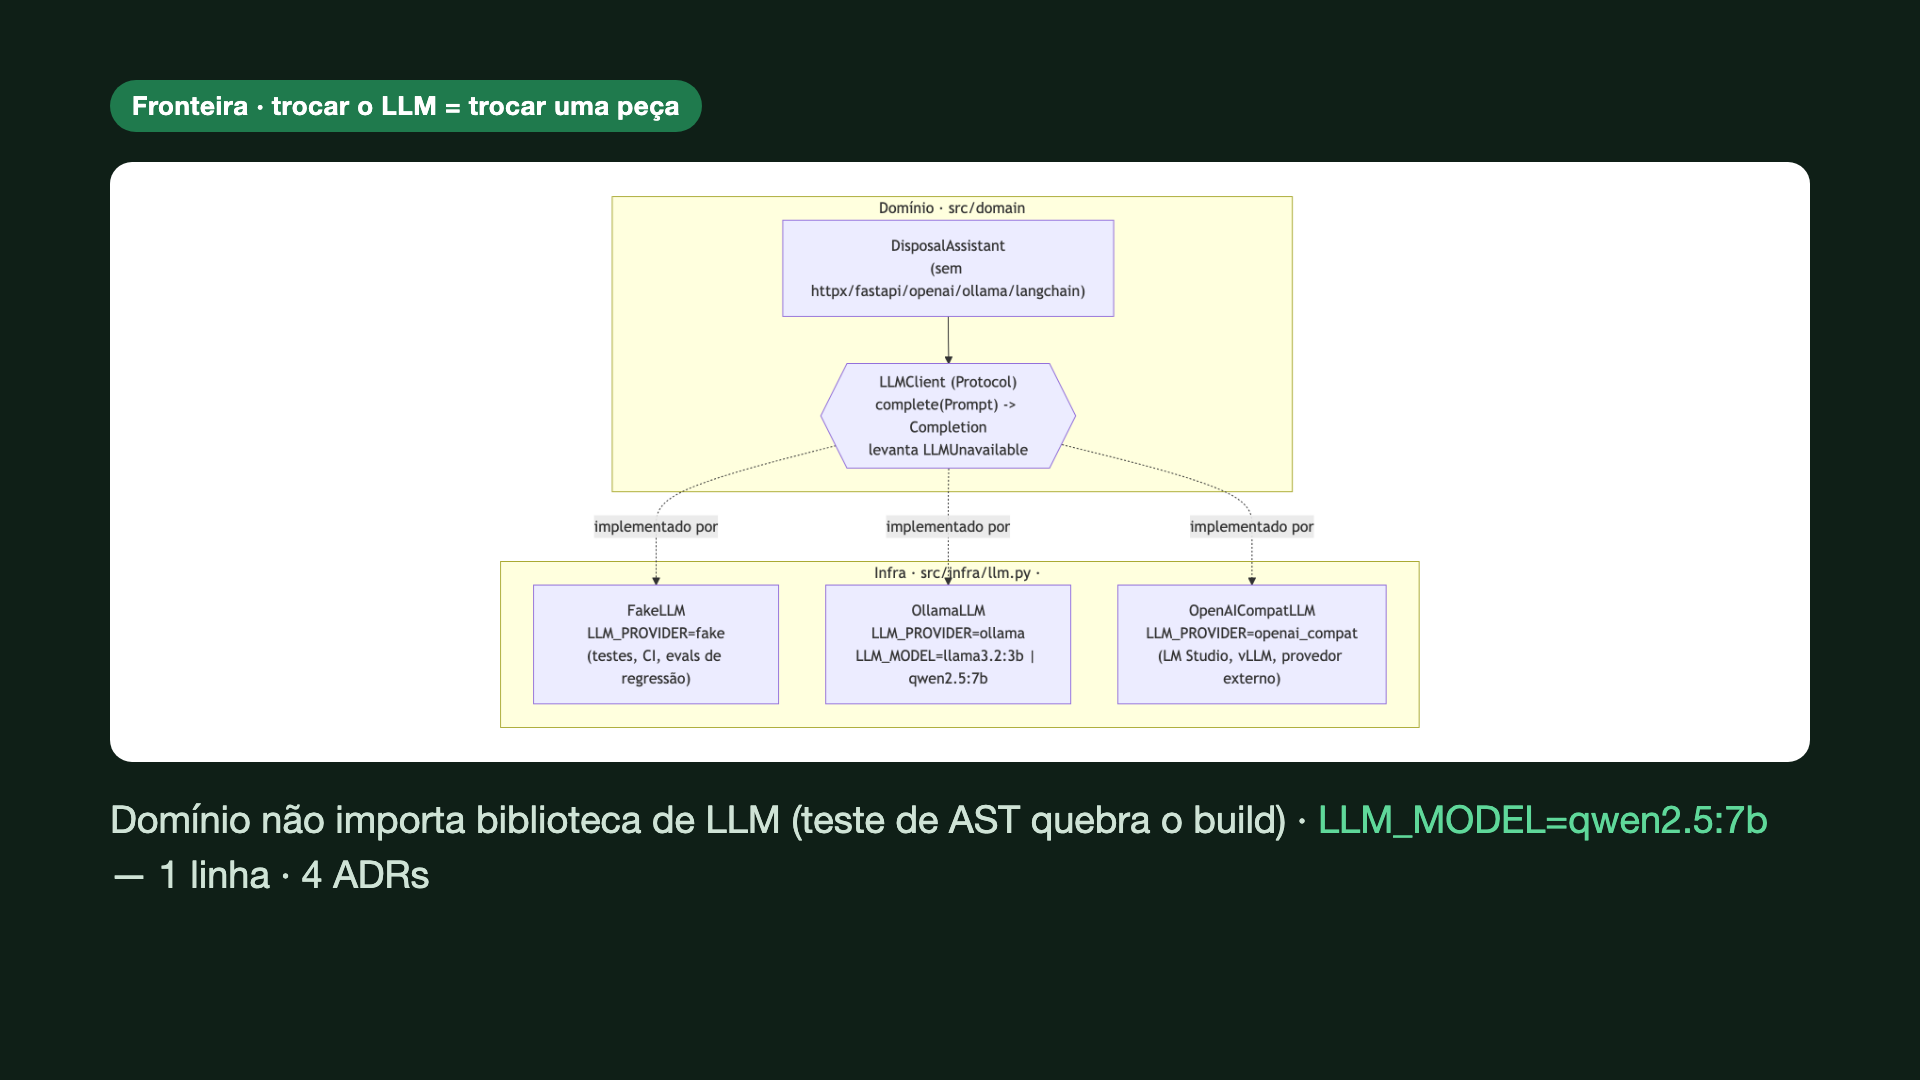 Fronteira · trocar o LLM = trocar uma peça
Domínio · src/domain
DisposalAssistant
(sem
httpx/fastapi/openai/ollama/langchain)
LLMClient (Protocol)
complete(Prompt) ->
Completion
levanta LLMUnavailable
implementado por
implementado por
implementado por
Infra · src/infra/llm.py ·
FakeLLM
LLM_PROVIDER=fake
(testes, CI, evals de
regressão)
OllamaLLM
LLM_PROVIDER=ollama
LLM_MODEL=llama3.2:3b |
qwen2.5:7b
OpenAICompatLLM
LLM_PROVIDER=openai_compat
(LM Studio, vLLM, provedor
externo)
Domínio não importa biblioteca de LLM (teste de AST quebra o build) · LLM_MODEL=qwen2.5:7b
— 1 linha · 4 ADRs